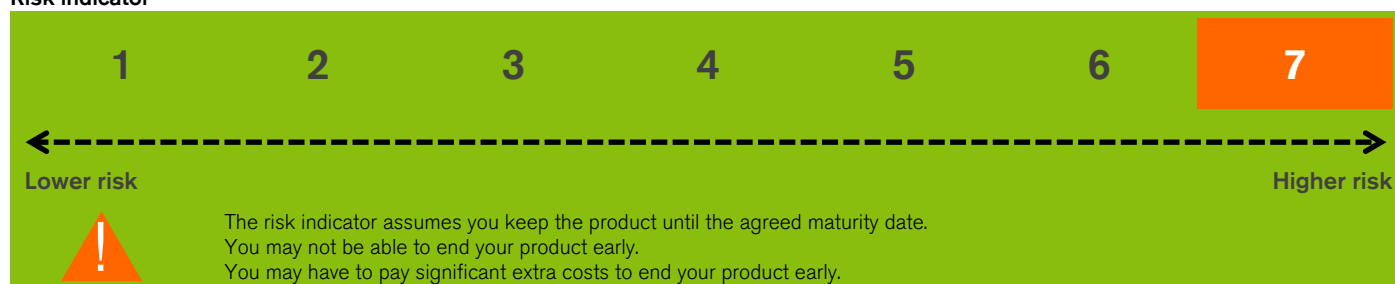 Risk indicator
1 2 3 4 5 6 7
Lower risk Higher risk
!
The risk indicator assumes you keep the product until the agreed maturity date.
You may not be able to end your product early.
You may have to pay significant extra costs to end your product early.